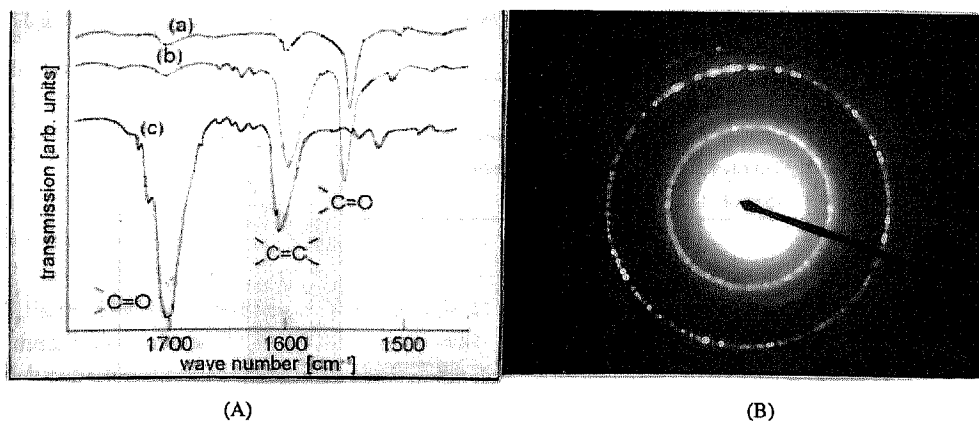 (a)
(b)
(c)
transmission [arb. units]
C=O
C=C
C=O
1700 1600 1500
wave number [cm⁻¹]
(A) (B)